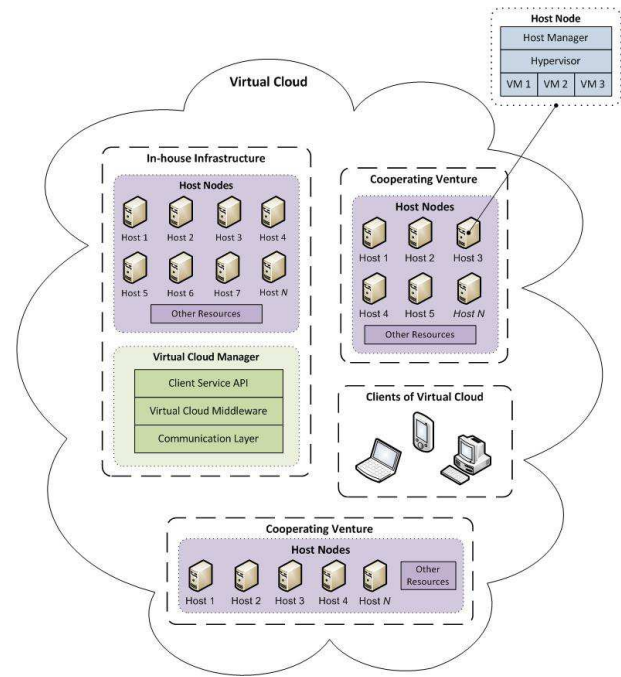 Host Node
Host Manager
Hypervisor
VM 1 VM 2 VM 3
Virtual Cloud
In-house Infrastructure
Host Nodes
Host 1 Host 2 Host 3 Host 4
Host 5 Host 6 Host 7 Host N
Other Resources
Virtual Cloud Manager
Client Service API
Virtual Cloud Middleware
Communication Layer
Cooperating Venture
Host Nodes
Host 1 Host 2 Host 3
Host 4 Host 5 Host N
Other Resources
Clients of Virtual Cloud
Cooperating Venture
Host Nodes
Host 1 Host 2 Host 3 Host 4 Host N
Other
Resources